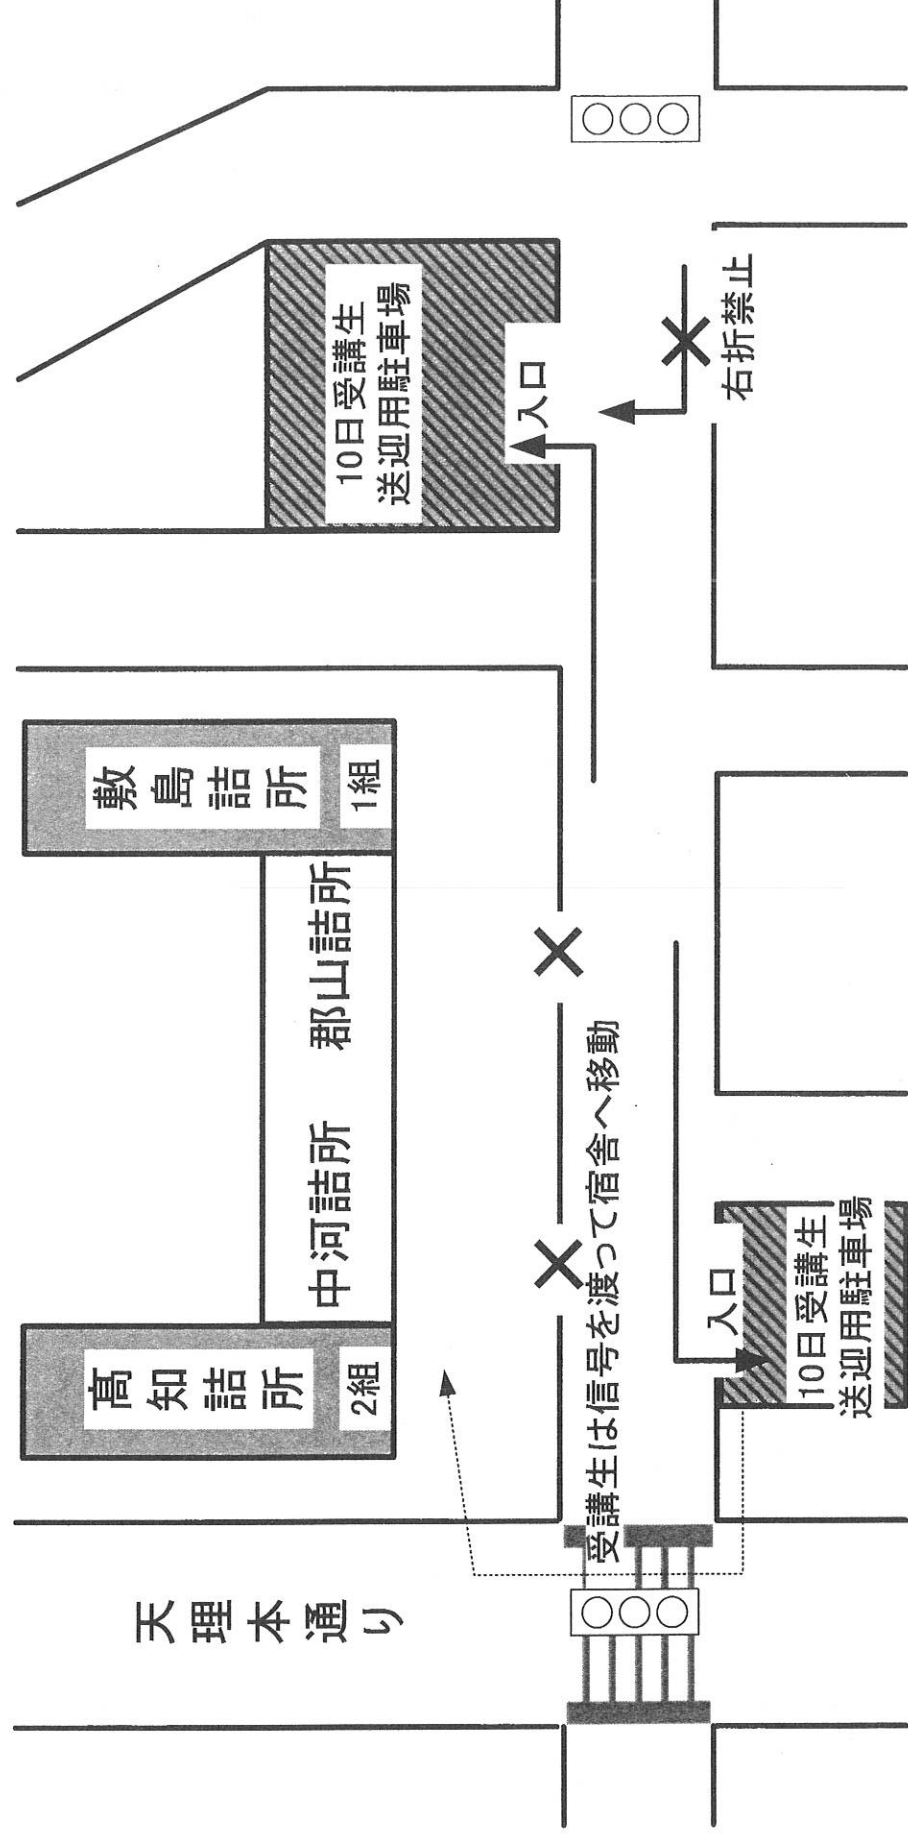 天理本通り
高知詰所
2組
中河詰所
郡山詰所
敷島詰所
1組
10日受講生
送迎用駐車場
入口
右折禁止
受講生は信号を渡って宿舎へ移動
入口
10日受講生
送迎用駐車場